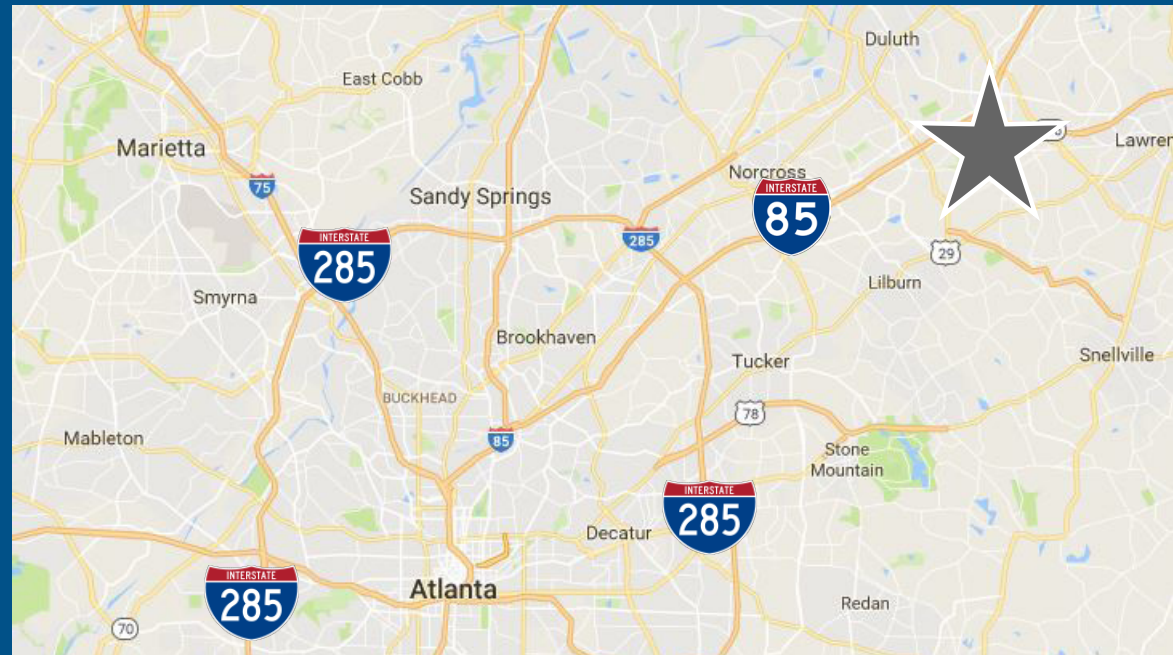 Duluth
East Cobb
Lawren
Marietta
Norcross
75
INTERSTATE
85
Sandy Springs
INTERSTATE
285
285
29
Lilburn
Smyrna
Brookhaven
Tucker
Snellville
BUCKHEAD
78
Mableton
85
Stone
Mountain
INTERSTATE
285
Decatur
INTERSTATE
285
Atlanta
Redan
70